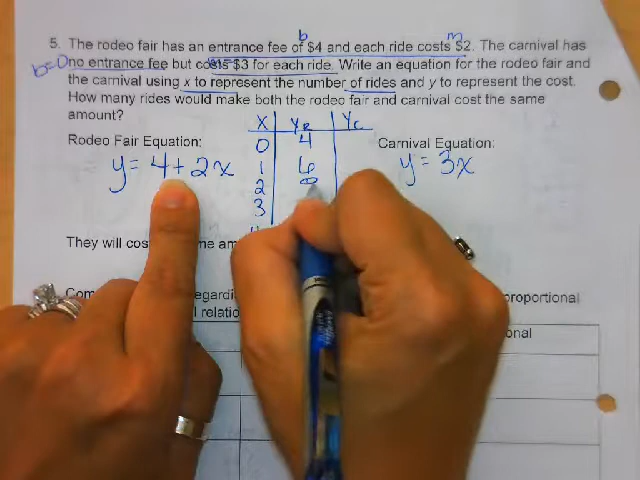 b m
5. The rodeo fair has an entrance fee of $4 and each ride costs $2. The carnival has
b=0 no entrance fee but costs $3 for each ride. Write an equation for the rodeo fair and
the carnival using x to represent the number of rides and y to represent the cost.
How many rides would make both the rodeo fair and carnival cost the same
amount?
x yR yC
Rodeo Fair Equation: 0 4 Carnival Equation:
y = 4 + 2x 1 6 y = 3x
2 8
3
They will cos me am
Com egardi proportional
l relatio onal